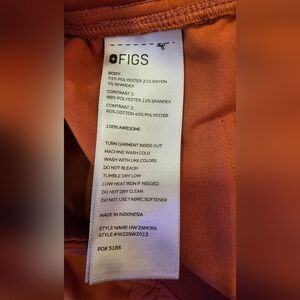 FIGS
BODY:
72% POLYESTER 21% RAYON
7% SPANDEX
CONTRAST 1:
88% POLYESTER 12% SPANDEX
CONTRAST 2:
60% COTTON 40% POLYESTER
100% AWESOME
TURN GARMENT INSIDE OUT
MACHINE WASH COLD
WASH WITH LIKE COLORS
DO NOT BLEACH
TUMBLE DRY LOW
LOW HEAT IRON IF NEEDED
DO NOT DRY CLEAN
DO NOT USE FABRIC SOFTENER
MADE IN INDONESIA
STYLE NAME: HW ZAMORA
STYLE #:W22SW2012
PO# 3186